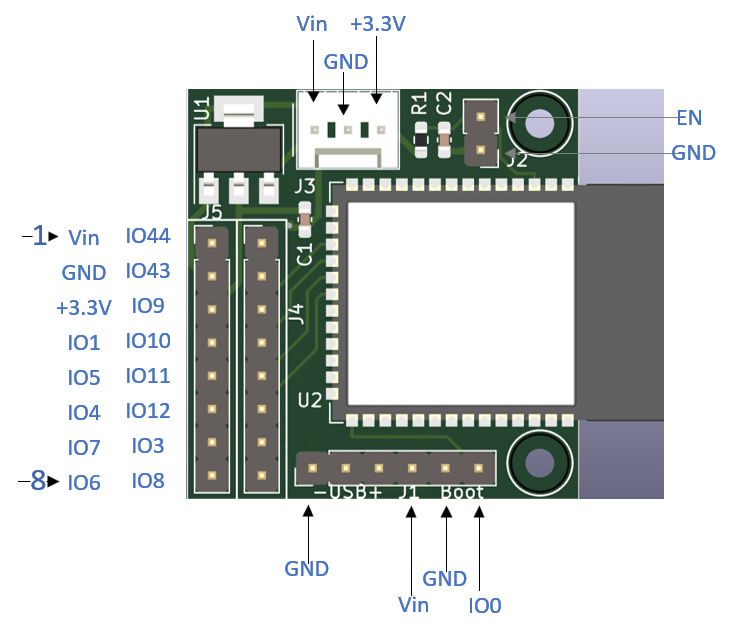 Vin +3.3V
GND
U1
R1
C2
EN
GND
J2
J3
J5
C1
1 Vin IO44
GND IO43
+3.3V IO9
J4
IO1 IO10
IO5 IO11
IO4 IO12
U2
IO7 IO3
8 IO6 IO8
-USB+ J1 Boot
GND
GND
Vin IO0